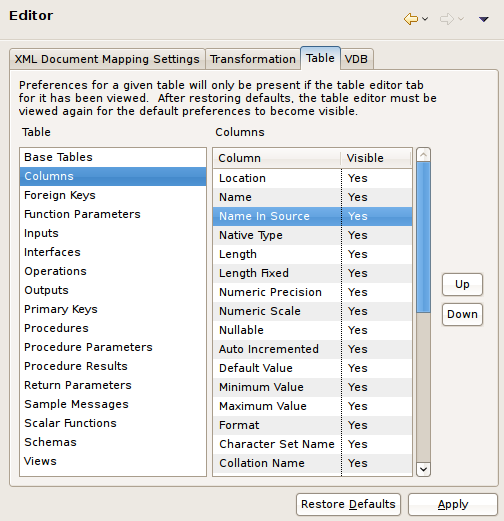 Editor
XML Document Mapping Settings Transformation Table VDB
Preferences for a given table will only be present if the table editor tab
for it has been viewed. After restoring defaults, the table editor must be
viewed again for the default preferences to become visible.
Table
Base Tables
Columns
Foreign Keys
Function Parameters
Inputs
Interfaces
Operations
Outputs
Primary Keys
Procedures
Procedure Parameters
Procedure Results
Return Parameters
Sample Messages
Scalar Functions
Schemas
Views
Columns
Column Visible
Location Yes
Name Yes
Name In Source Yes
Native Type Yes
Length Yes
Length Fixed Yes
Numeric Precision Yes
Numeric Scale Yes
Nullable Yes
Auto Incremented Yes
Default Value Yes
Minimum Value Yes
Maximum Value Yes
Format Yes
Character Set Name Yes
Collation Name Yes
Up
Down
Restore Defaults
Apply